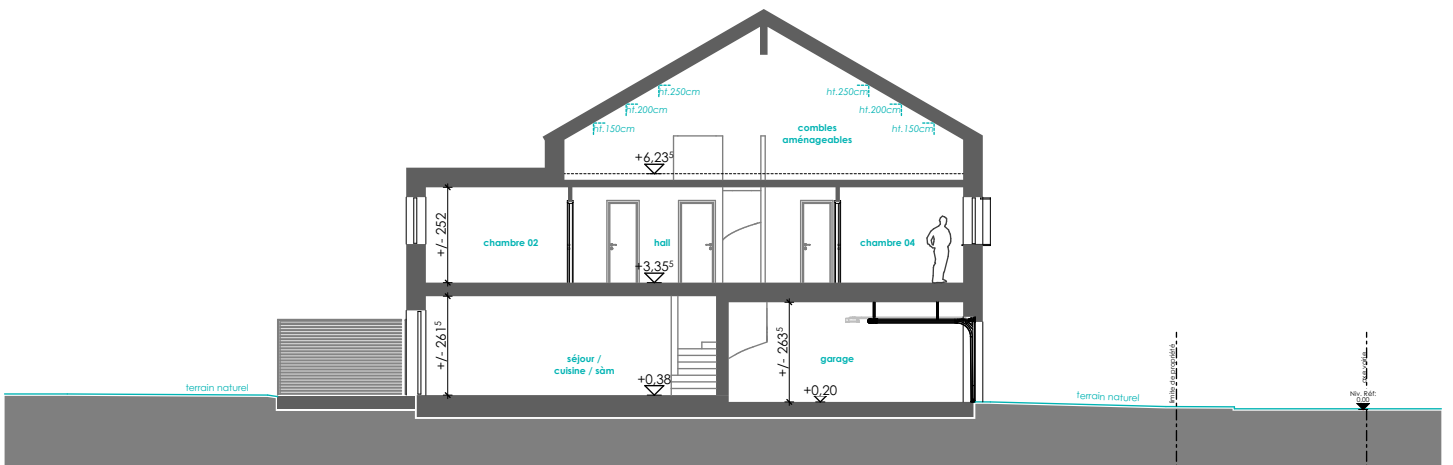 ht.250cm
ht.250cm
ht.200cm
ht.200cm
ht.150cm
ht.150cm
combles
aménageables
+6,23⁵
+/- 252
chambre 02
hall
chambre 04
+3,35⁵
+/- 261⁵
+/- 263⁵
séjour /
cuisine / sàm
garage
+0,38
+0,20
terrain naturel
terrain naturel
limite de propriété
axe voirie
Niv. Réf:
0.00